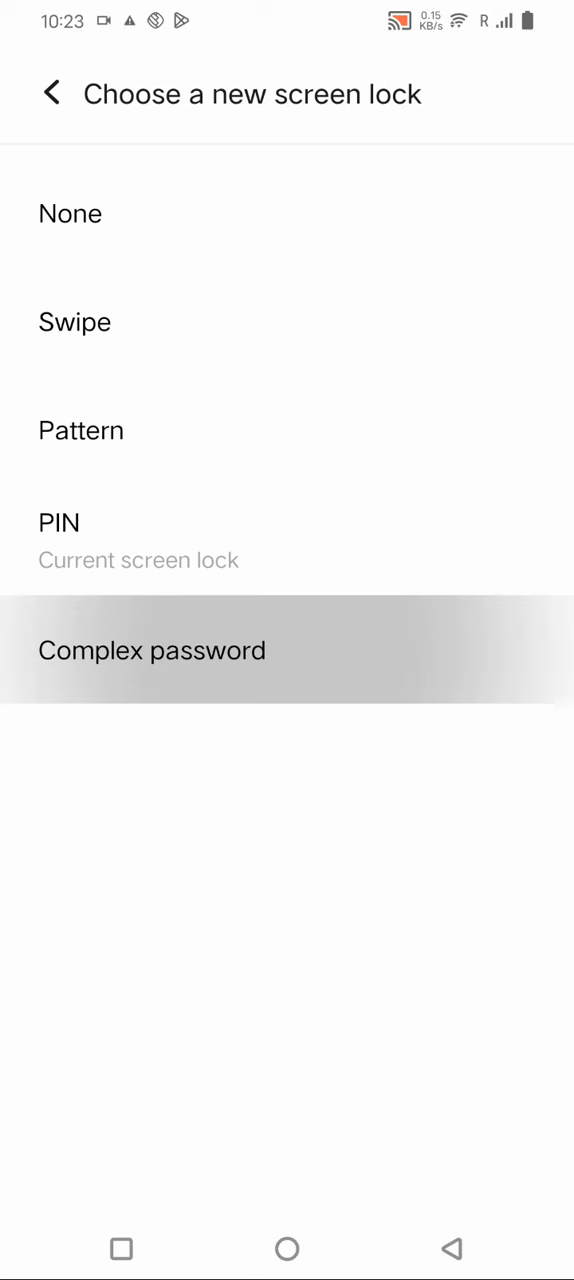 10:23
0.15
KB/s
R
Choose a new screen lock
None
Swipe
Pattern
PIN
Current screen lock
Complex password